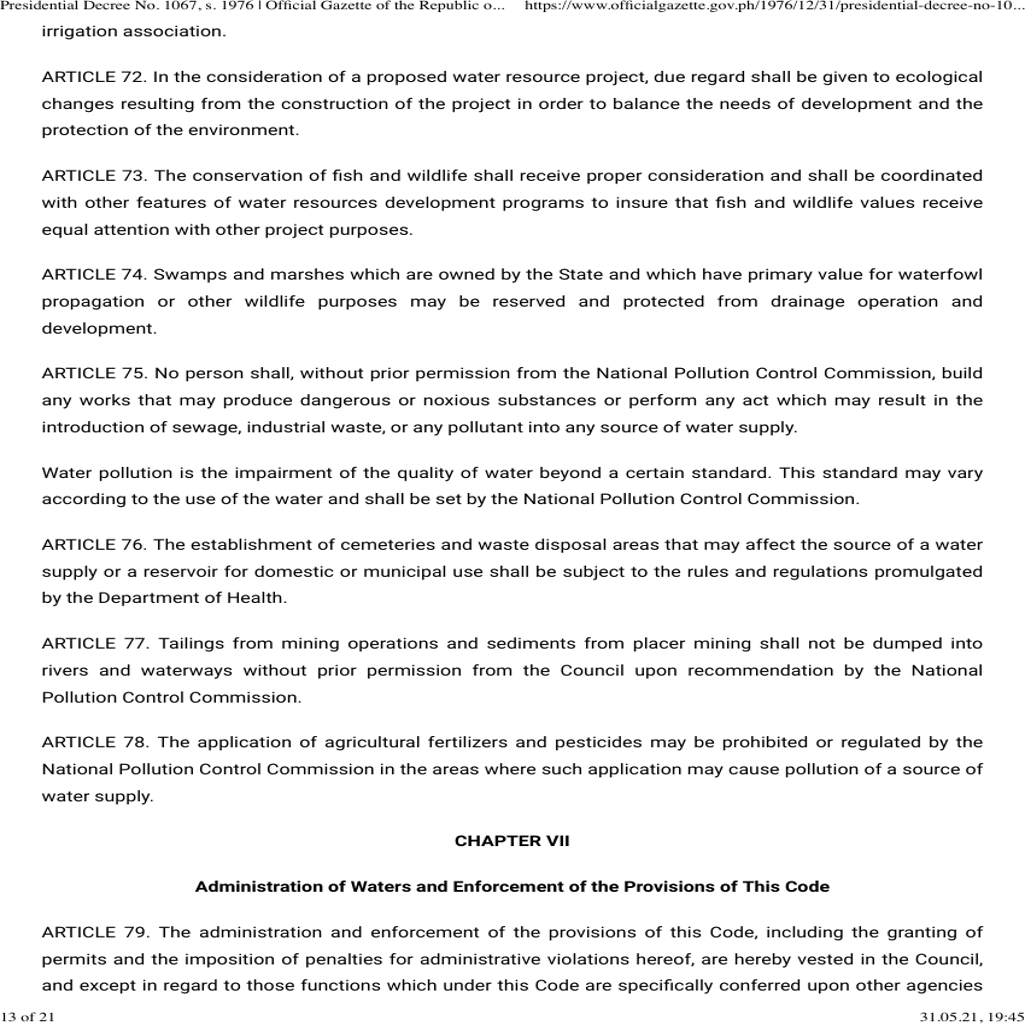 Presidential Decree No. 1067, s. 1976 | Official Gazette of the Republic o... https://www.officialgazette.gov.ph/1976/12/31/presidential-decree-no-10...
irrigation association.
ARTICLE 72. In the consideration of a proposed water resource project, due regard shall be given to ecological
changes resulting from the construction of the project in order to balance the needs of development and the
protection of the environment.
ARTICLE 73. The conservation of fish and wildlife shall receive proper consideration and shall be coordinated
with other features of water resources development programs to insure that fish and wildlife values receive
equal attention with other project purposes.
ARTICLE 74. Swamps and marshes which are owned by the State and which have primary value for waterfowl
propagation or other wildlife purposes may be reserved and protected from drainage operation and
development.
ARTICLE 75. No person shall, without prior permission from the National Pollution Control Commission, build
any works that may produce dangerous or noxious substances or perform any act which may result in the
introduction of sewage, industrial waste, or any pollutant into any source of water supply.
Water pollution is the impairment of the quality of water beyond a certain standard. This standard may vary
according to the use of the water and shall be set by the National Pollution Control Commission.
ARTICLE 76. The establishment of cemeteries and waste disposal areas that may affect the source of a water
supply or a reservoir for domestic or municipal use shall be subject to the rules and regulations promulgated
by the Department of Health.
ARTICLE 77. Tailings from mining operations and sediments from placer mining shall not be dumped into
rivers and waterways without prior permission from the Council upon recommendation by the National
Pollution Control Commission.
ARTICLE 78. The application of agricultural fertilizers and pesticides may be prohibited or regulated by the
National Pollution Control Commission in the areas where such application may cause pollution of a source of
water supply.
CHAPTER VII
Administration of Waters and Enforcement of the Provisions of This Code
ARTICLE 79. The administration and enforcement of the provisions of this Code, including the granting of
permits and the imposition of penalties for administrative violations hereof, are hereby vested in the Council,
and except in regard to those functions which under this Code are specifically conferred upon other agencies
13 of 21 31.05.21, 19:45